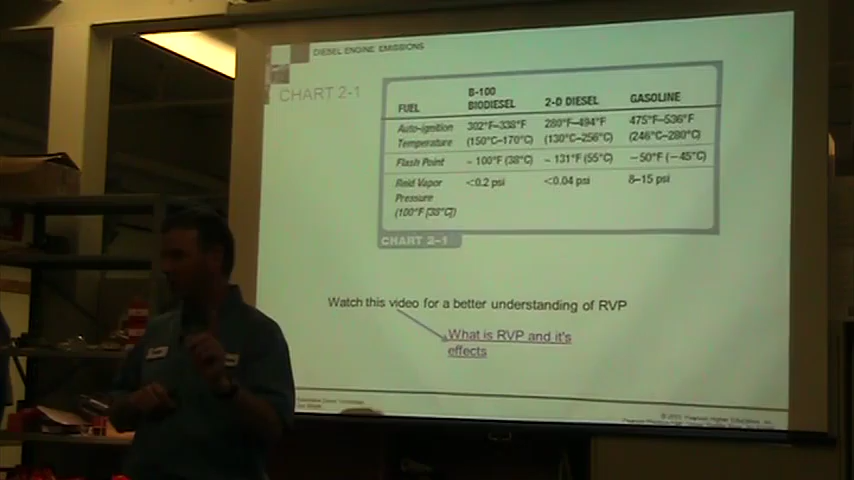 DIESEL ENGINE EMISSIONS
CHART 2-1
FUEL B-100 BIODIESEL 2-D DIESEL GASOLINE
Auto-ignition Temperature 302°F–338°F (150°C–170°C) 280°F–494°F (130°C–256°C) 475°F–536°F (246°C–280°C)
Flash Point ~ 100°F (38°C) ~ 131°F (55°C) −50°F (−45°C)
Reid Vapor Pressure (100°F [38°C]) <0.2 psi <0.04 psi 8–15 psi
CHART 2-1
Watch this video for a better understanding of RVP
What is RVP and it's
effects